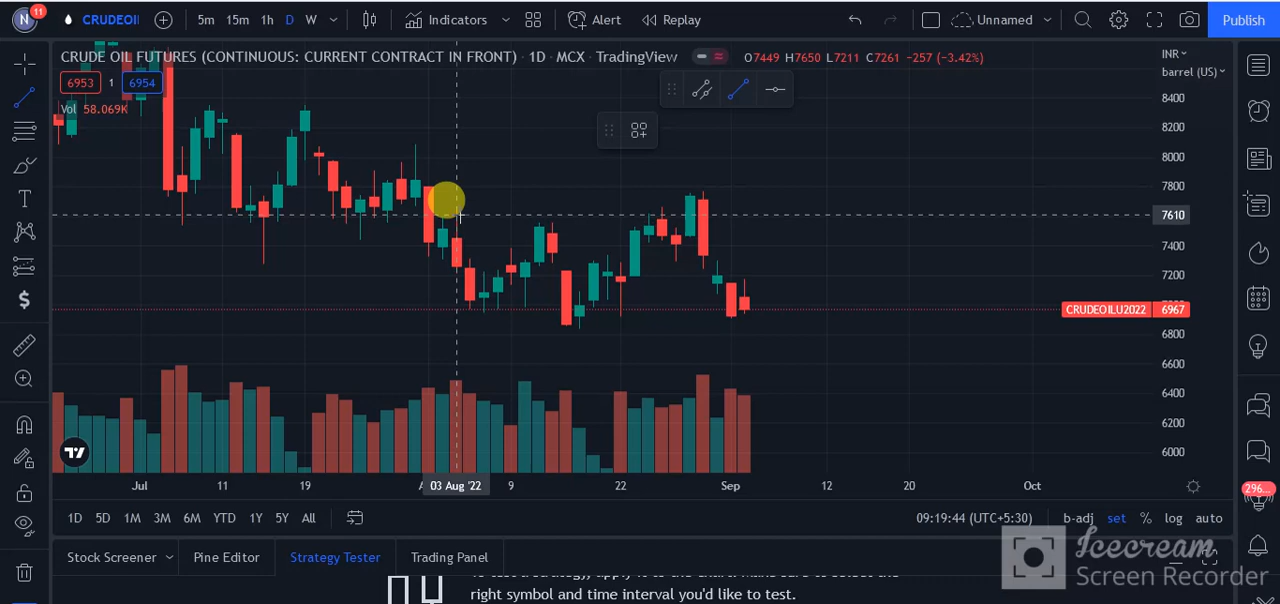 N 11 CRUDEOI 5m 15m 1h D W Indicators Alert Replay Unnamed Publish
CRUDE OIL FUTURES (CONTINUOUS: CURRENT CONTRACT IN FRONT) · 1D · MCX · TradingView O7449 H7650 L7211 C7261 -257 (-3.42%) INR
barrel (US)
6953 1 6954
Vol 58.069K
8400
8200
8000
7800
7610
7400
7200
CRUDEOILU2022 6967
6800
6600
6400
6200
6000
Jul 11 19 03 Aug '22 9 22 Sep 12 20 Oct
1D 5D 1M 3M 6M YTD 1Y 5Y All 09:19:44 (UTC+5:30) b-adj set % log auto
296...
Stock Screener Pine Editor Strategy Tester Trading Panel
right symbol and time interval you'd like to test.
Icecream
Screen Recorder